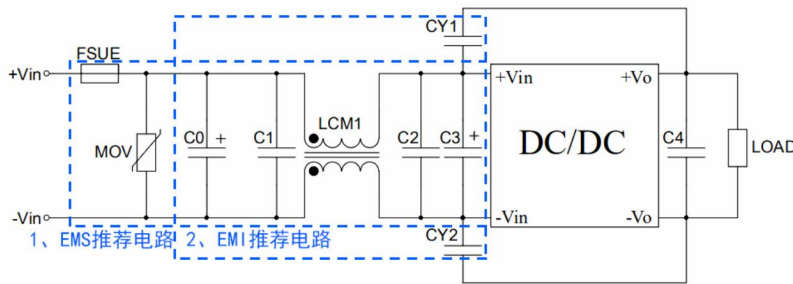 CY1
FSUE
+Vin
+Vin
+Vo
LCM1
MOV
C0
+
C1
C2
C3
+
DC/DC
C4
LOAD
-Vin
-Vin
-Vo
1、EMS推荐电路
2、EMI推荐电路
CY2